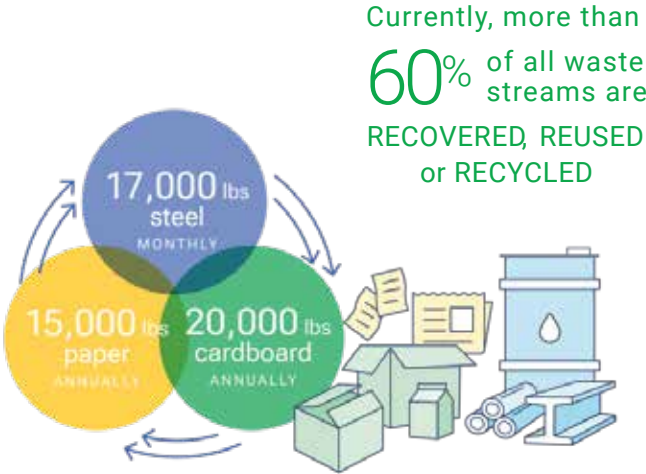 Currently, more than
60% of all waste
streams are
RECOVERED, REUSED
or RECYCLED
17,000 lbs
steel
MONTHLY
15,000 lbs
paper
ANNUALLY
20,000 lbs
cardboard
ANNUALLY